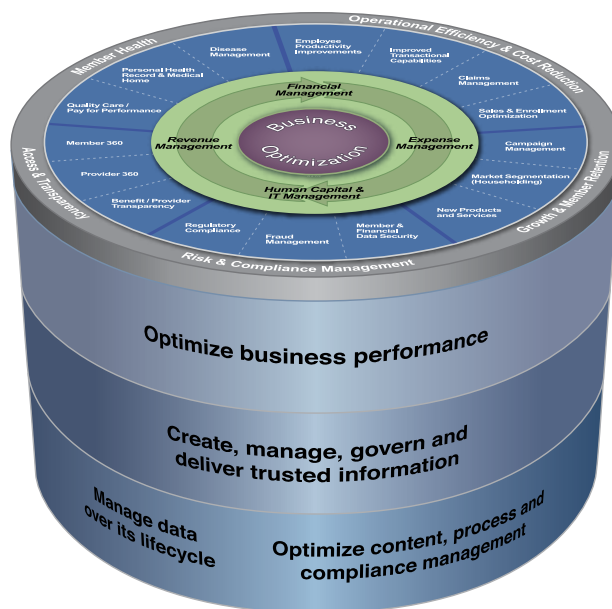 Member Health
Operational Efficiency & Cost Reduction
Growth & Member Retention
Risk & Compliance Management
Access & Transparency
Disease
Management
Personal Health
Record & Medical
Home
Quality Care /
Pay for Performance
Employee
Productivity
Improvements
Improved
Transactional
Capabilities
Claims
Management
Sales & Enrollment
Optimization
Campaign
Management
Market Segmentation
(Householding)
New Products
and Services
Member &
Financial
Data Security
Fraud
Management
Regulatory
Compliance
Benefit / Provider
Transparency
Provider 360
Member 360
Financial
Management
Expense
Management
Human Capital &
IT Management
Revenue
Management
Business
Optimization
Optimize business performance
Create, manage, govern and
deliver trusted information
Manage data
over its lifecycle
Optimize content, process and
compliance management